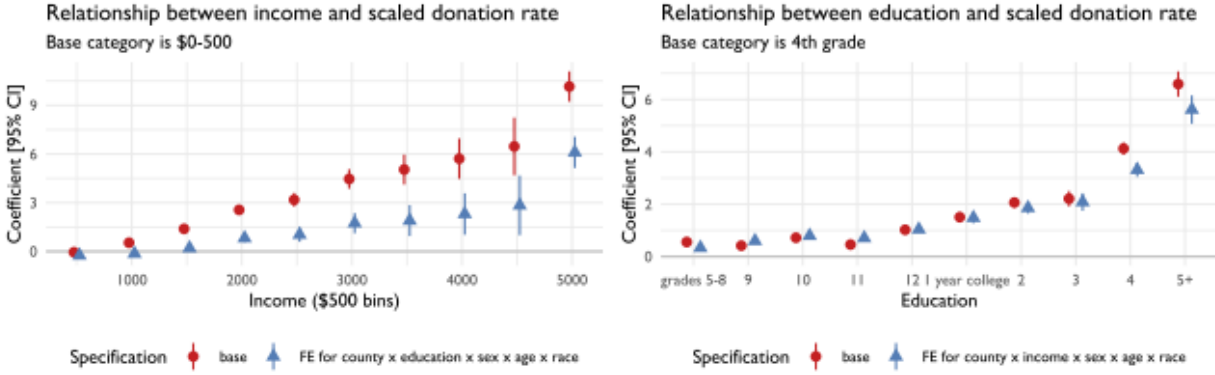 Relationship between income and scaled donation rate
Base category is $0-500
Coefficient [95% CI]
9
6
3
0
1000 2000 3000 4000 5000
Income ($500 bins)
Specification base FE for county x education x sex x age x race
Relationship between education and scaled donation rate
Base category is 4th grade
Coefficient [95% CI]
6
4
2
0
grades 5-8 9 10 11 12 1 year college 2 3 4 5+
Education
Specification base FE for county x income x sex x age x race